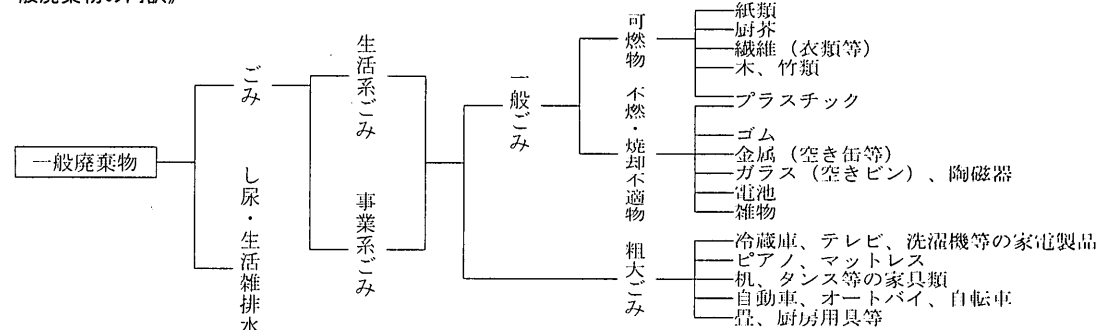 一般廃棄物
ごみ
し尿・生活雑排水
生活系ごみ
事業系ごみ
一般ごみ
可燃物
不燃・焼却不適物
粗大ごみ
紙類
厨芥
繊維（衣類等）
木、竹類
プラスチック
ゴム
金属（空き缶等）
ガラス（空きビン）、陶磁器
電池
雑物
冷蔵庫、テレビ、洗濯機等の家電製品
ピアノ、マットレス
机、タンス等の家具類
自動車、オートバイ、自転車
畳、厨房用具等